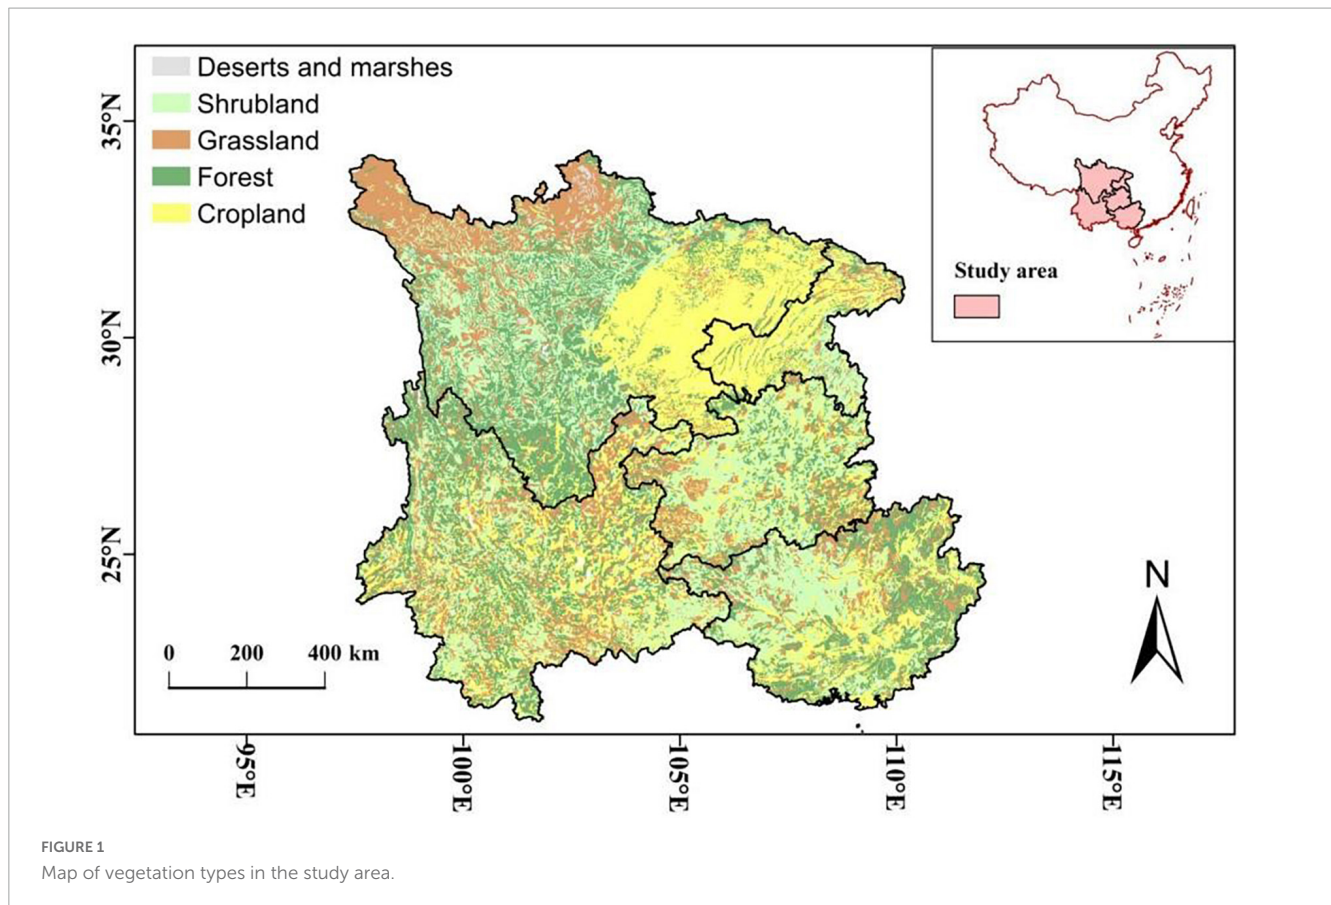 Deserts and marshes
Shrubland
Grassland
Forest
Cropland
35°N
30°N
25°N
Study area
N
0 200 400 km
95°E 100°E 105°E 110°E 115°E
FIGURE 1
Map of vegetation types in the study area.